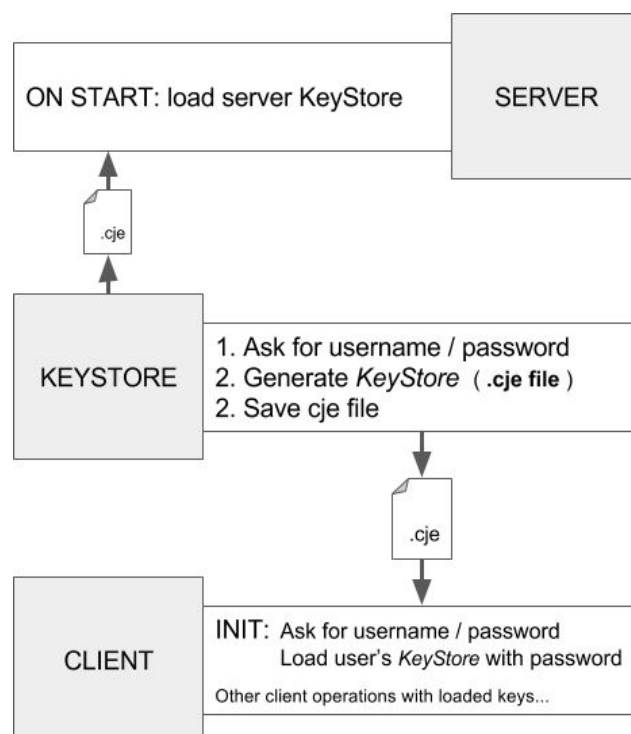 ON START: load server KeyStore
SERVER
.cje
KEYSTORE
1. Ask for username / password
2. Generate KeyStore ( .cje file )
2. Save cje file
.cje
CLIENT
INIT: Ask for username / password
Load user's KeyStore with password
Other client operations with loaded keys...